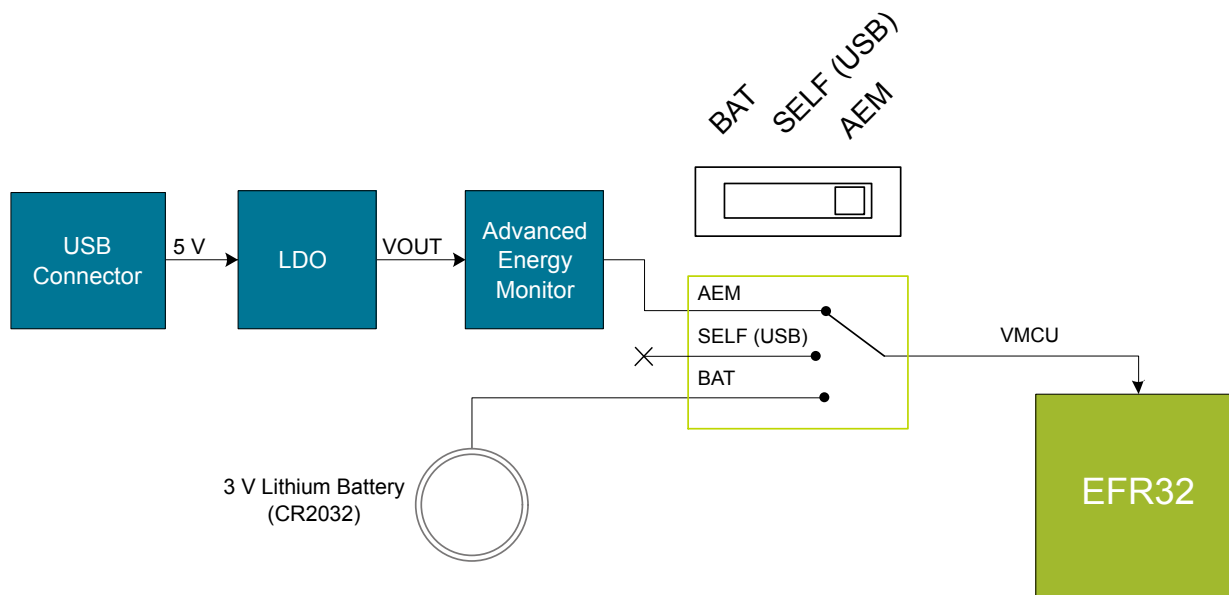 BAT
SELF (USB)
AEM
USB
Connector
5 V
LDO
VOUT
Advanced
Energy
Monitor
AEM
SELF (USB)
BAT
VMCU
3 V Lithium Battery
(CR2032)
EFR32